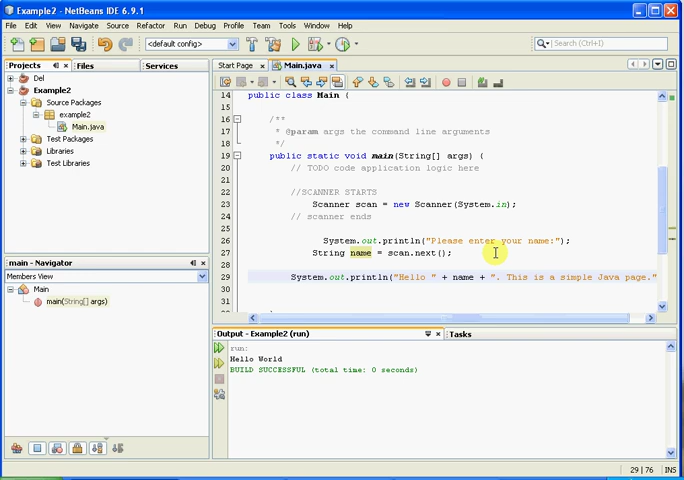 Example2 - NetBeans IDE 6.9.1
File Edit View Navigate Source Refactor Run Debug Profile Team Tools Window Help
<default config>
Search (Ctrl+I)
Projects Files Services
Start Page Main.java
Del
Example2
Source Packages
example2
Main.java
Test Packages
Libraries
Test Libraries
14 public class Main {
15
16 /**
17 * @param args the command line arguments
18 */
19 public static void main(String[] args) {
20 // TODO code application logic here
21
22 //SCANNER STARTS
23 Scanner scan = new Scanner(System.in);
24 // scanner ends
25
26 System.out.println("Please enter your name:");
27 String name = scan.next();
28
29 System.out.println("Hello " + name + ". This is a simple Java page."
30
31
main - Navigator
Members View
Main
main(String[] args)
Output - Example2 (run) Tasks
run:
Hello World
BUILD SUCCESSFUL (total time: 0 seconds)
29 | 76 INS